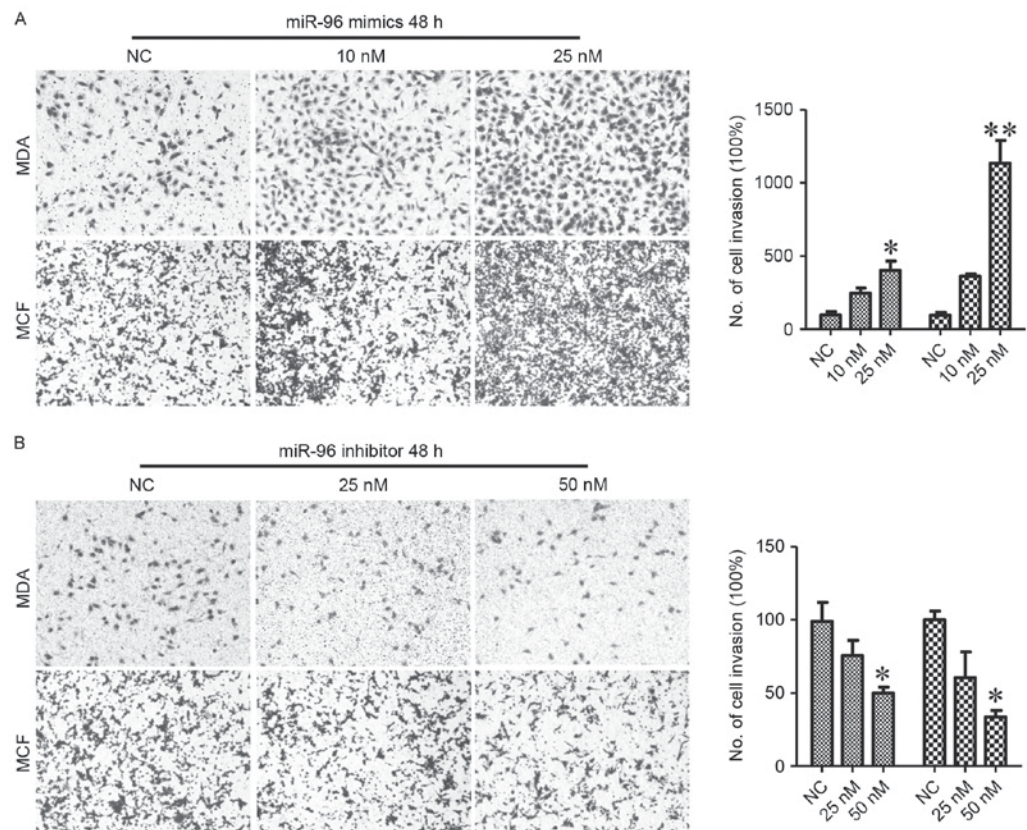 A
miR-96 mimics 48 h
NC 10 nM 25 nM
MDA
MCF
No. of cell invasion (100%)
1500
1000
500
0
*
**
NC 10 nM 25 nM NC 10 nM 25 nM
B
miR-96 inhibitor 48 h
NC 25 nM 50 nM
MDA
MCF
No. of cell invasion (100%)
150
100
50
0
*
*
NC 25 nM 50 nM NC 25 nM 50 nM